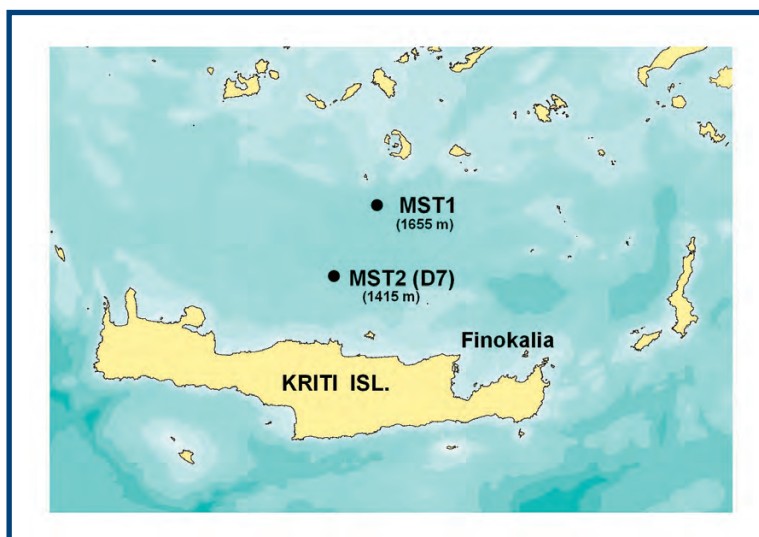 MST1
(1655 m)
MST2 (D7)
(1415 m)
Finokalia
KRITI ISL.